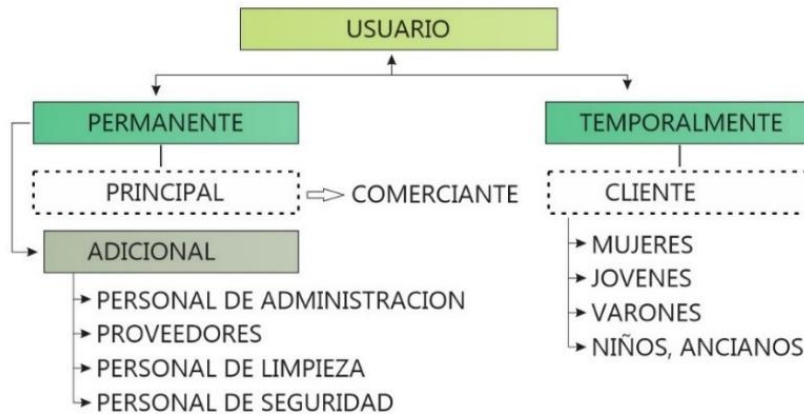 USUARIO
PERMANENTE
TEMPORALMENTE
PRINCIPAL
COMERCIANTE
CLIENTE
ADICIONAL
PERSONAL DE ADMINISTRACION
PROVEEDORES
PERSONAL DE LIMPIEZA
PERSONAL DE SEGURIDAD
MUJERES
JOVENES
VARONES
NIÑOS, ANCIANOS